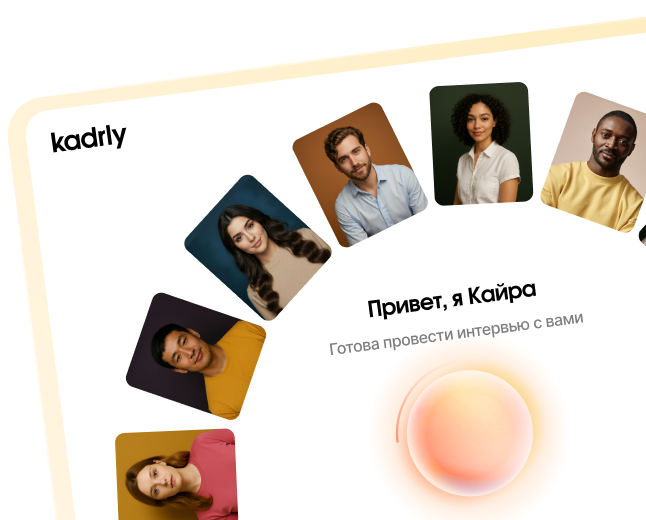 kadrly
Привет, я Кайра
Готова провести интервью с вами